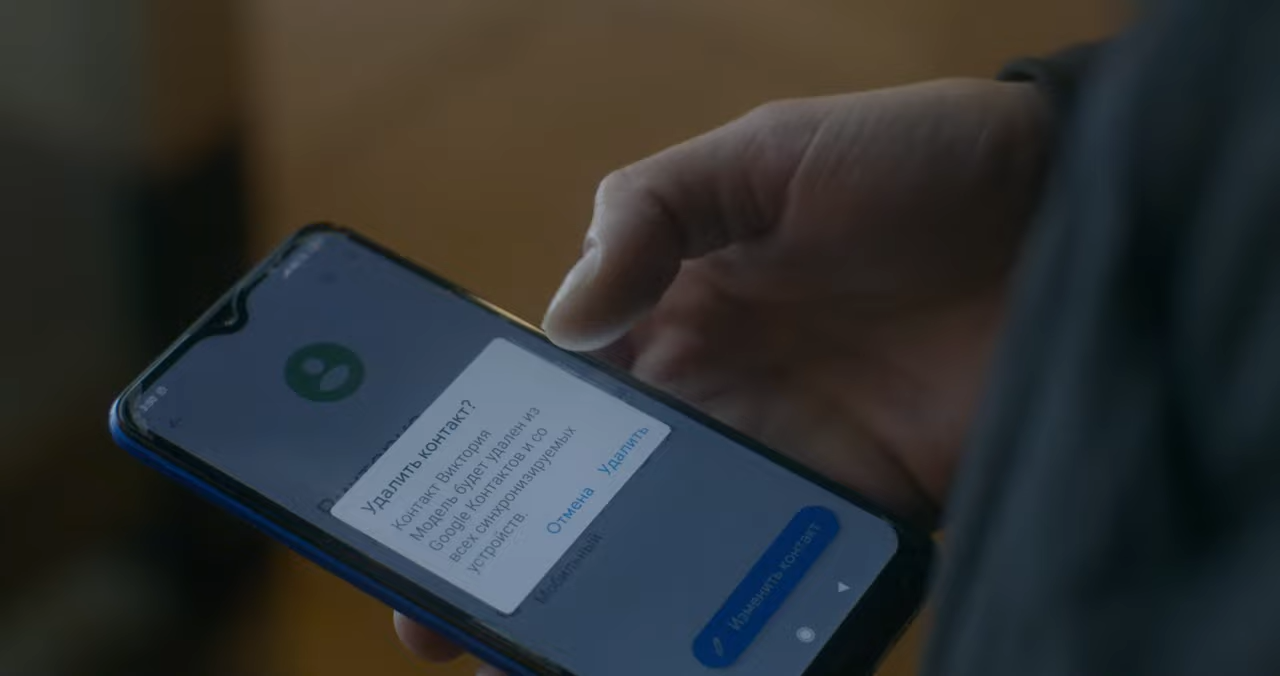 Удалить контакт?
Контакт Виктория
Модель будет удален из
Google Контактов и со
всех синхронизируемых
устройств.
Отмена Удалить
Мобильный
Изменить контакт